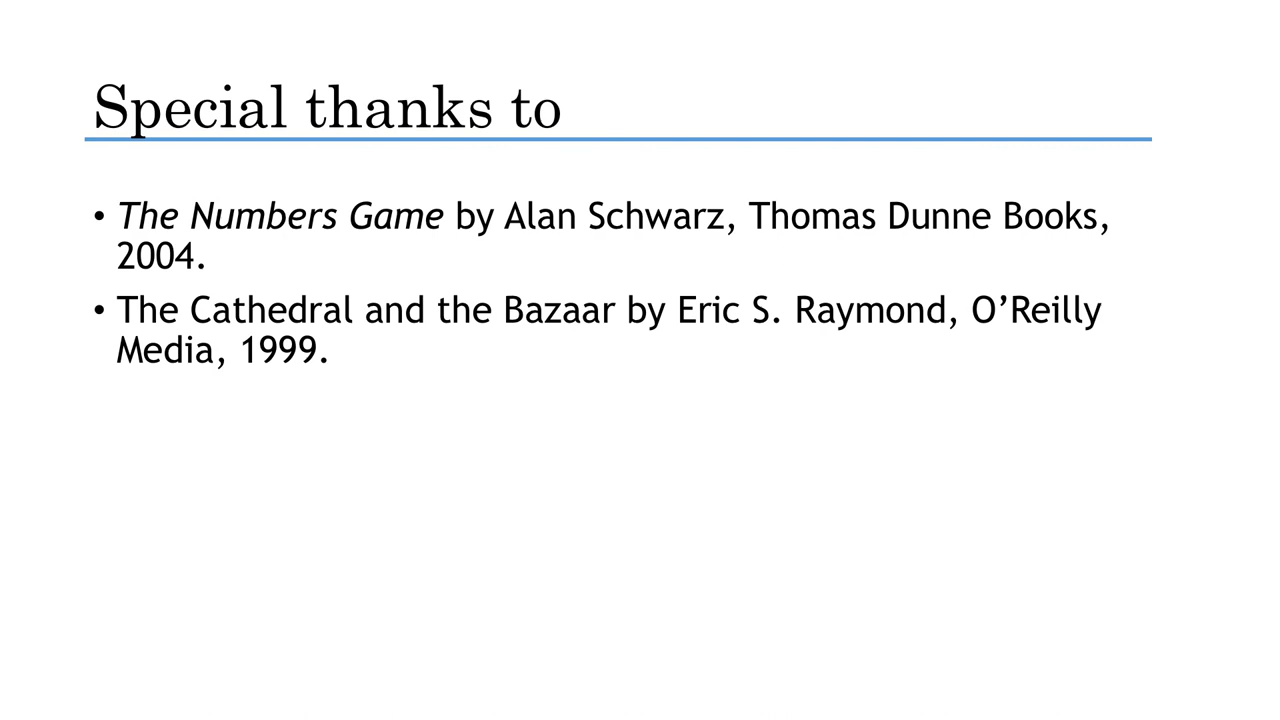 Special thanks to
• The Numbers Game by Alan Schwarz, Thomas Dunne Books,
2004.
• The Cathedral and the Bazaar by Eric S. Raymond, O’Reilly
Media, 1999.